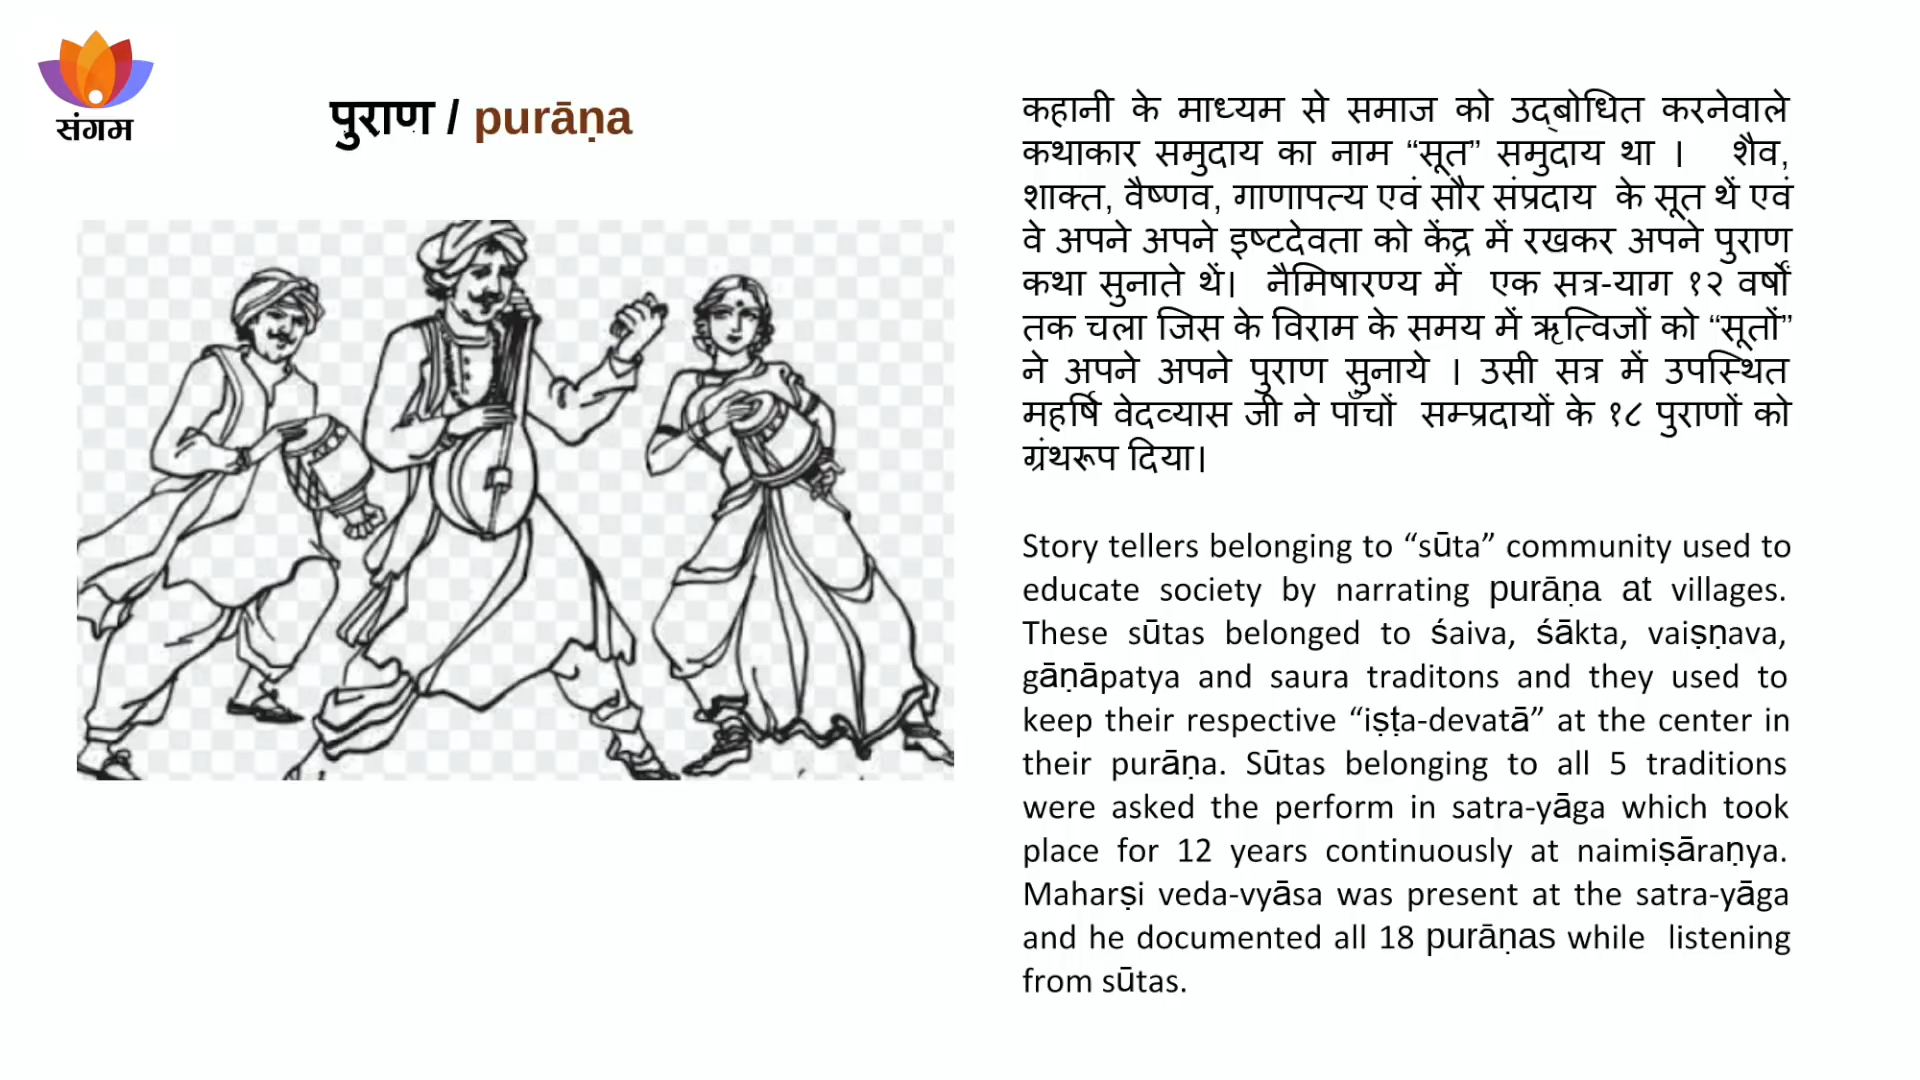 संगम
पुराण / purāṇa
कहानी के माध्यम से समाज को उद्बोधित करनेवाले
कथाकार समुदाय का नाम “सूत” समुदाय था । शैव,
शाक्त, वैष्णव, गाणापत्य एवं सौर संप्रदाय के सूत थें एवं
वे अपने अपने इष्टदेवता को केंद्र में रखकर अपने पुराण
कथा सुनाते थें। नैमिषारण्य में एक सत्र-याग १२ वर्षों
तक चला जिस के विराम के समय में ऋत्विजों को “सूतों”
ने अपने अपने पुराण सुनाये । उसी सत्र में उपस्थित
महर्षि वेदव्यास जी ने पाँचों सम्प्रदायों के १८ पुराणों को
ग्रंथरूप दिया।
Story tellers belonging to “sūta” community used to
educate society by narrating purāṇa at villages.
These sūtas belonged to śaiva, śākta, vaiṣṇava,
gāṇāpatya and saura traditons and they used to
keep their respective “iṣṭa-devatā” at the center in
their purāṇa. Sūtas belonging to all 5 traditions
were asked the perform in satra-yāga which took
place for 12 years continuously at naimiṣāraṇya.
Maharṣi veda-vyāsa was present at the satra-yāga
and he documented all 18 purāṇas while listening
from sūtas.